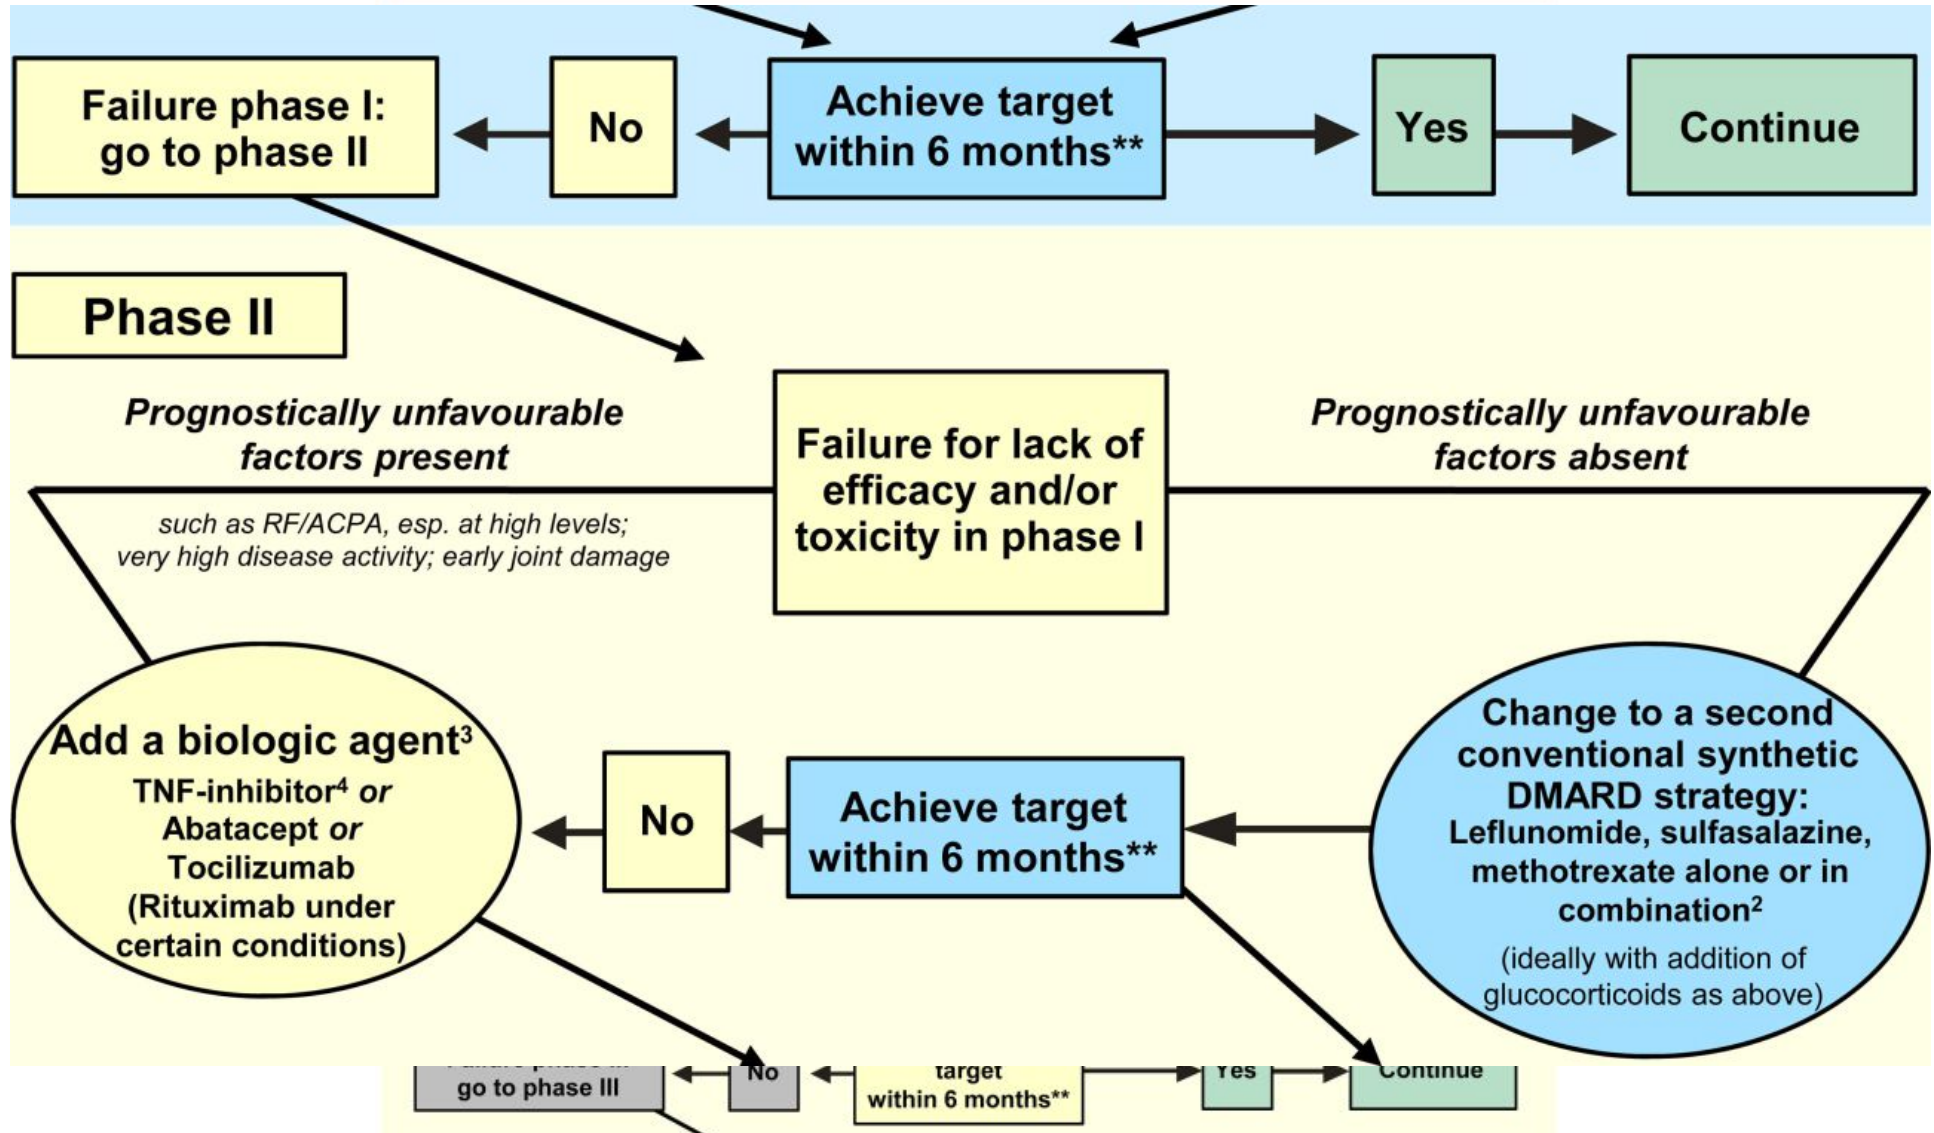 Failure phase I:
go to phase II
No
Achieve target
within 6 months**
Yes
Continue
Phase II
Prognostically unfavourable
factors present
such as RF/ACPA, esp. at high levels;
very high disease activity; early joint damage
Failure for lack of
efficacy and/or
toxicity in phase I
Prognostically unfavourable
factors absent
Add a biologic agent³
TNF-inhibitor⁴ or
Abatacept or
Tocilizumab
(Rituximab under
certain conditions)
No
Achieve target
within 6 months**
Change to a second
conventional synthetic
DMARD strategy:
Leflunomide, sulfasalazine,
methotrexate alone or in
combination²
(ideally with addition of
glucocorticoids as above)
go to phase III
No
target
within 6 months**
Yes
Continue